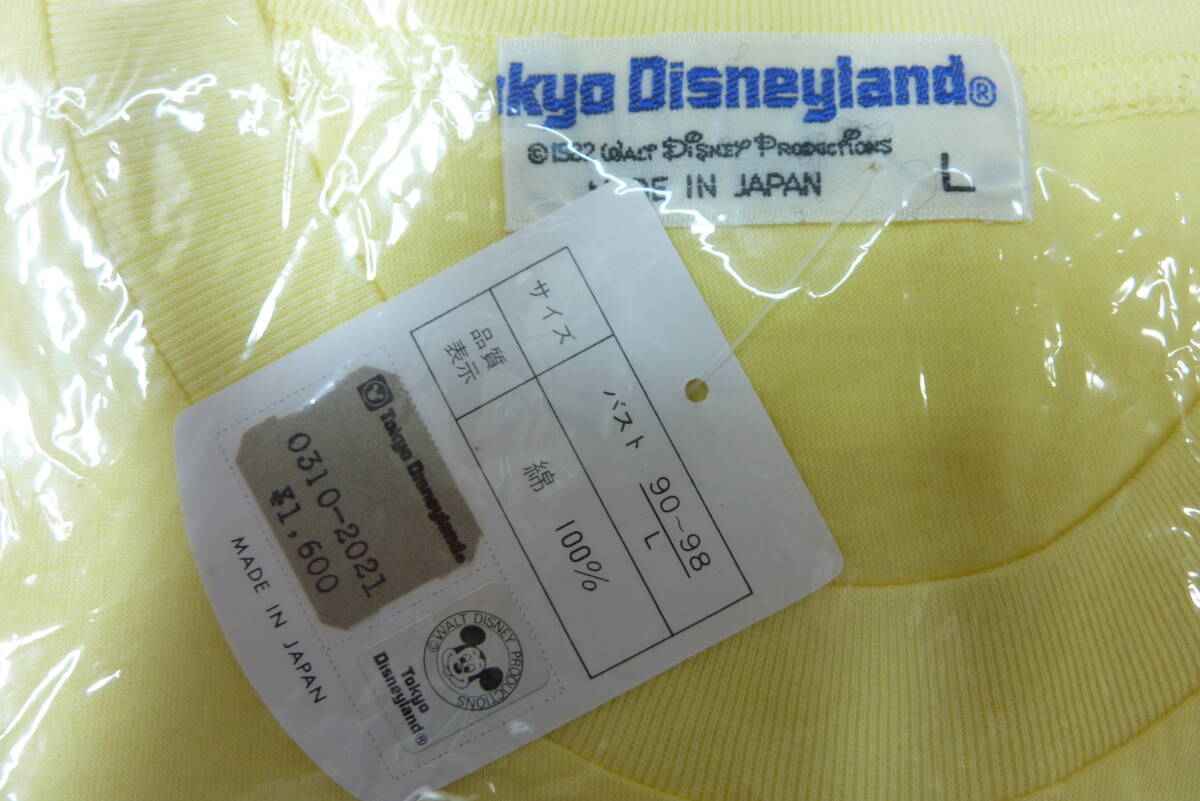 kyo Disneyland®
©1982 WALT DISNEY PRODUCTIONS
MADE IN JAPAN
L
サイズ
バスト 90~98
L
品質
表示
綿 100%
Tokyo Disneyland®
0310-2021
¥1,600
©WALT DISNEY PRODUCTIONS
Tokyo
Disneyland®
MADE IN JAPAN